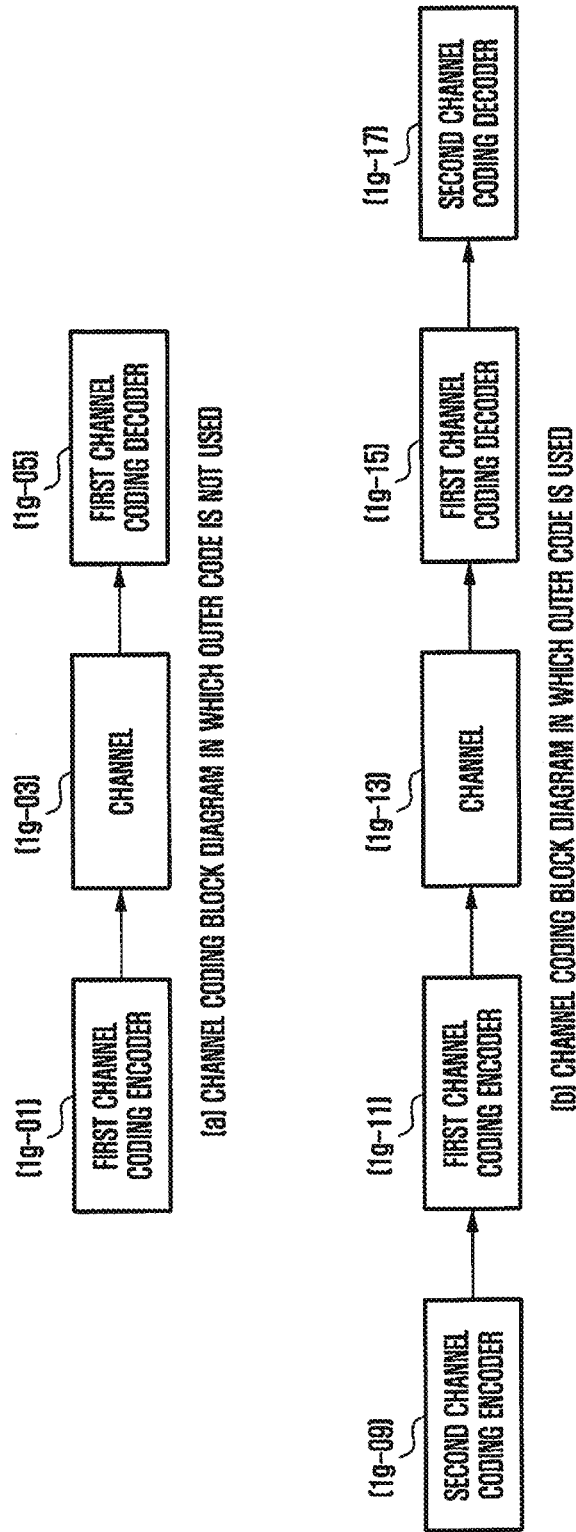 (1g-01)
FIRST CHANNEL
CODING ENCODER
(1g-03)
CHANNEL
(1g-05)
FIRST CHANNEL
CODING DECODER
(a) CHANNEL CODING BLOCK DIAGRAM IN WHICH OUTER CODE IS NOT USED
(1g-09)
SECOND CHANNEL
CODING ENCODER
(1g-11)
FIRST CHANNEL
CODING ENCODER
(1g-13)
CHANNEL
(1g-15)
FIRST CHANNEL
CODING DECODER
(1g-17)
SECOND CHANNEL
CODING DECODER
(b) CHANNEL CODING BLOCK DIAGRAM IN WHICH OUTER CODE IS USED